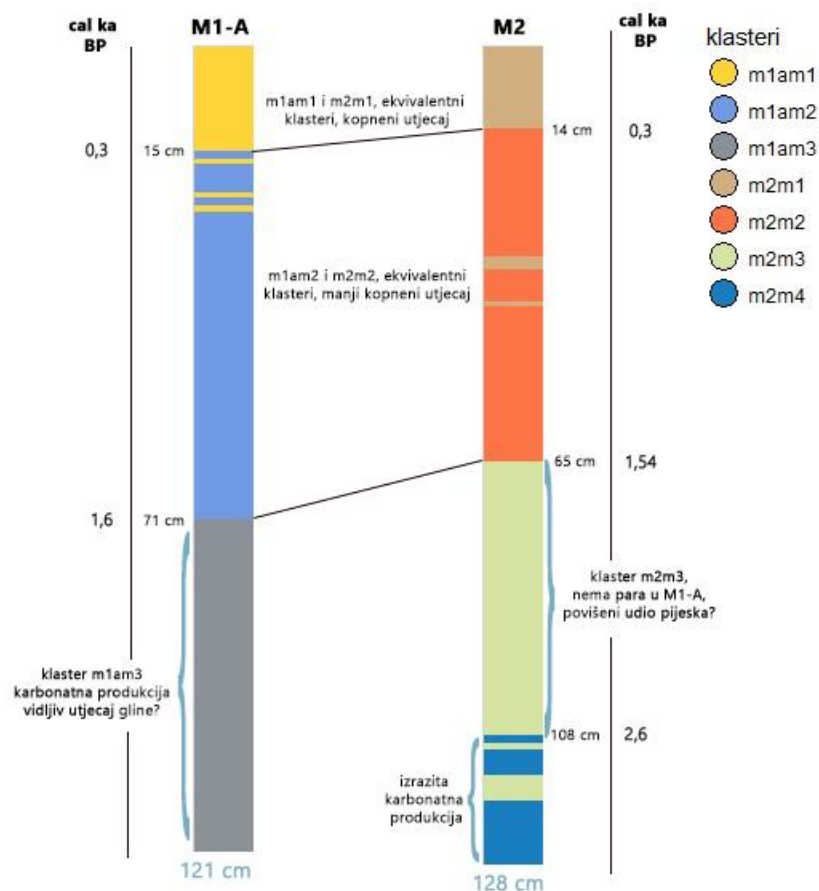 cal ka
BP
M1-A
M2
cal ka
BP
klasteri
m1am1
m1am2
m1am3
m2m1
m2m2
m2m3
m2m4
m1am1 i m2m1, ekvivalentni
klasteri, kopneni utjecaj
0,3
15 cm
14 cm
0,3
m1am2 i m2m2, ekvivalentni
klasteri, manji kopneni utjecaj
65 cm
1,54
1,6
71 cm
klaster m2m3,
nema para u M1-A,
povišeni udio pijeska?
klaster m1am3
karbonatna produkcija
vidljiv utjecaj gline?
108 cm
2,6
izrazita
karbonatna
produkcija
121 cm
128 cm